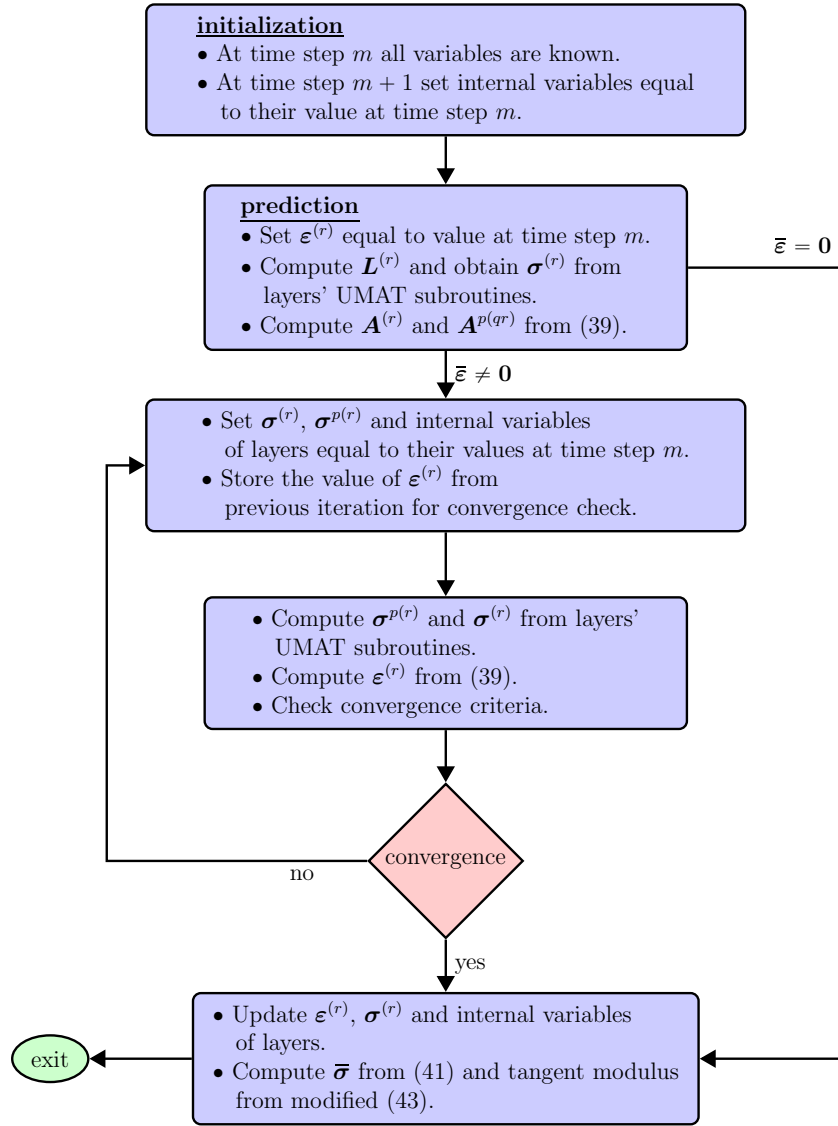 initialization
• At time step m all variables are known.
• At time step m + 1 set internal variables equal
to their value at time step m.
prediction
• Set ε^(r) equal to value at time step m.
• Compute L^(r) and obtain σ^(r) from
layers’ UMAT subroutines.
• Compute A^(r) and A^p(qr) from (39).
ε̅ = 0
ε̅ ≠ 0
• Set σ^(r), σ^p(r) and internal variables
of layers equal to their values at time step m.
• Store the value of ε^(r) from
previous iteration for convergence check.
• Compute σ^p(r) and σ^(r) from layers’
UMAT subroutines.
• Compute ε^(r) from (39).
• Check convergence criteria.
convergence
no
yes
• Update ε^(r), σ^(r) and internal variables
of layers.
• Compute σ̅ from (41) and tangent modulus
from modified (43).
exit